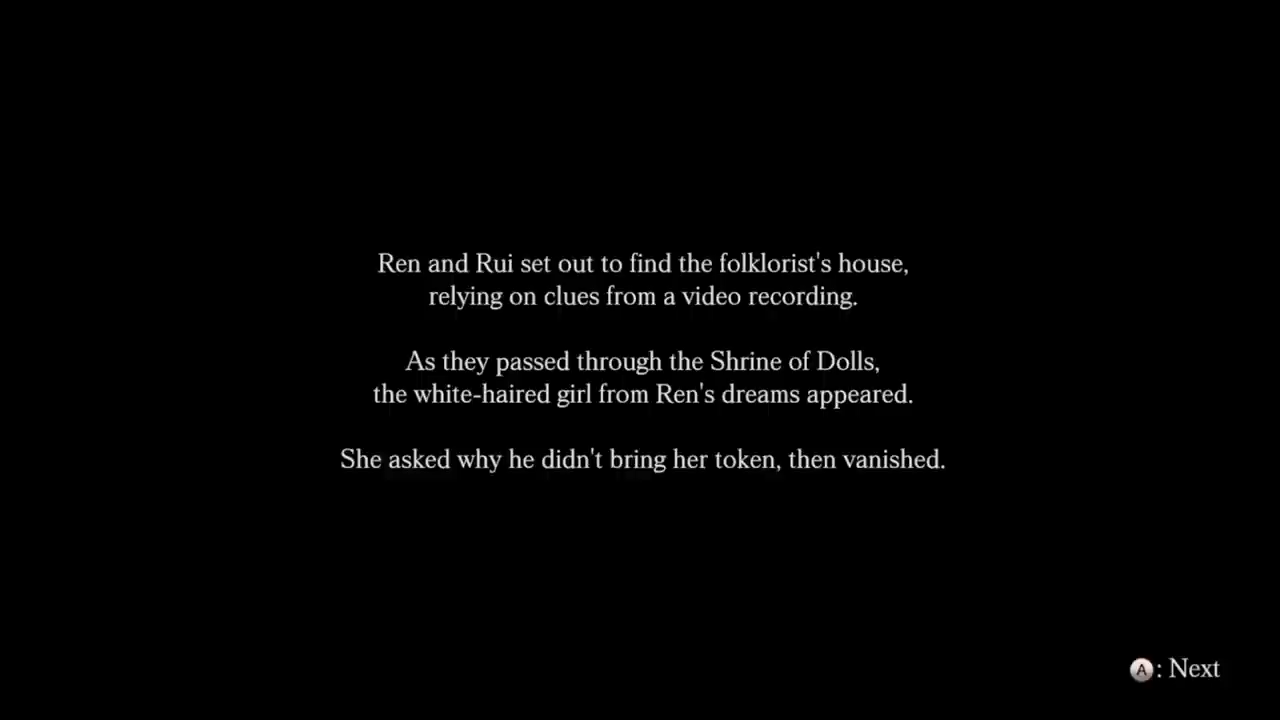 Ren and Rui set out to find the folklorist's house,
relying on clues from a video recording.
As they passed through the Shrine of Dolls,
the white-haired girl from Ren's dreams appeared.
She asked why he didn't bring her token, then vanished.
A: Next